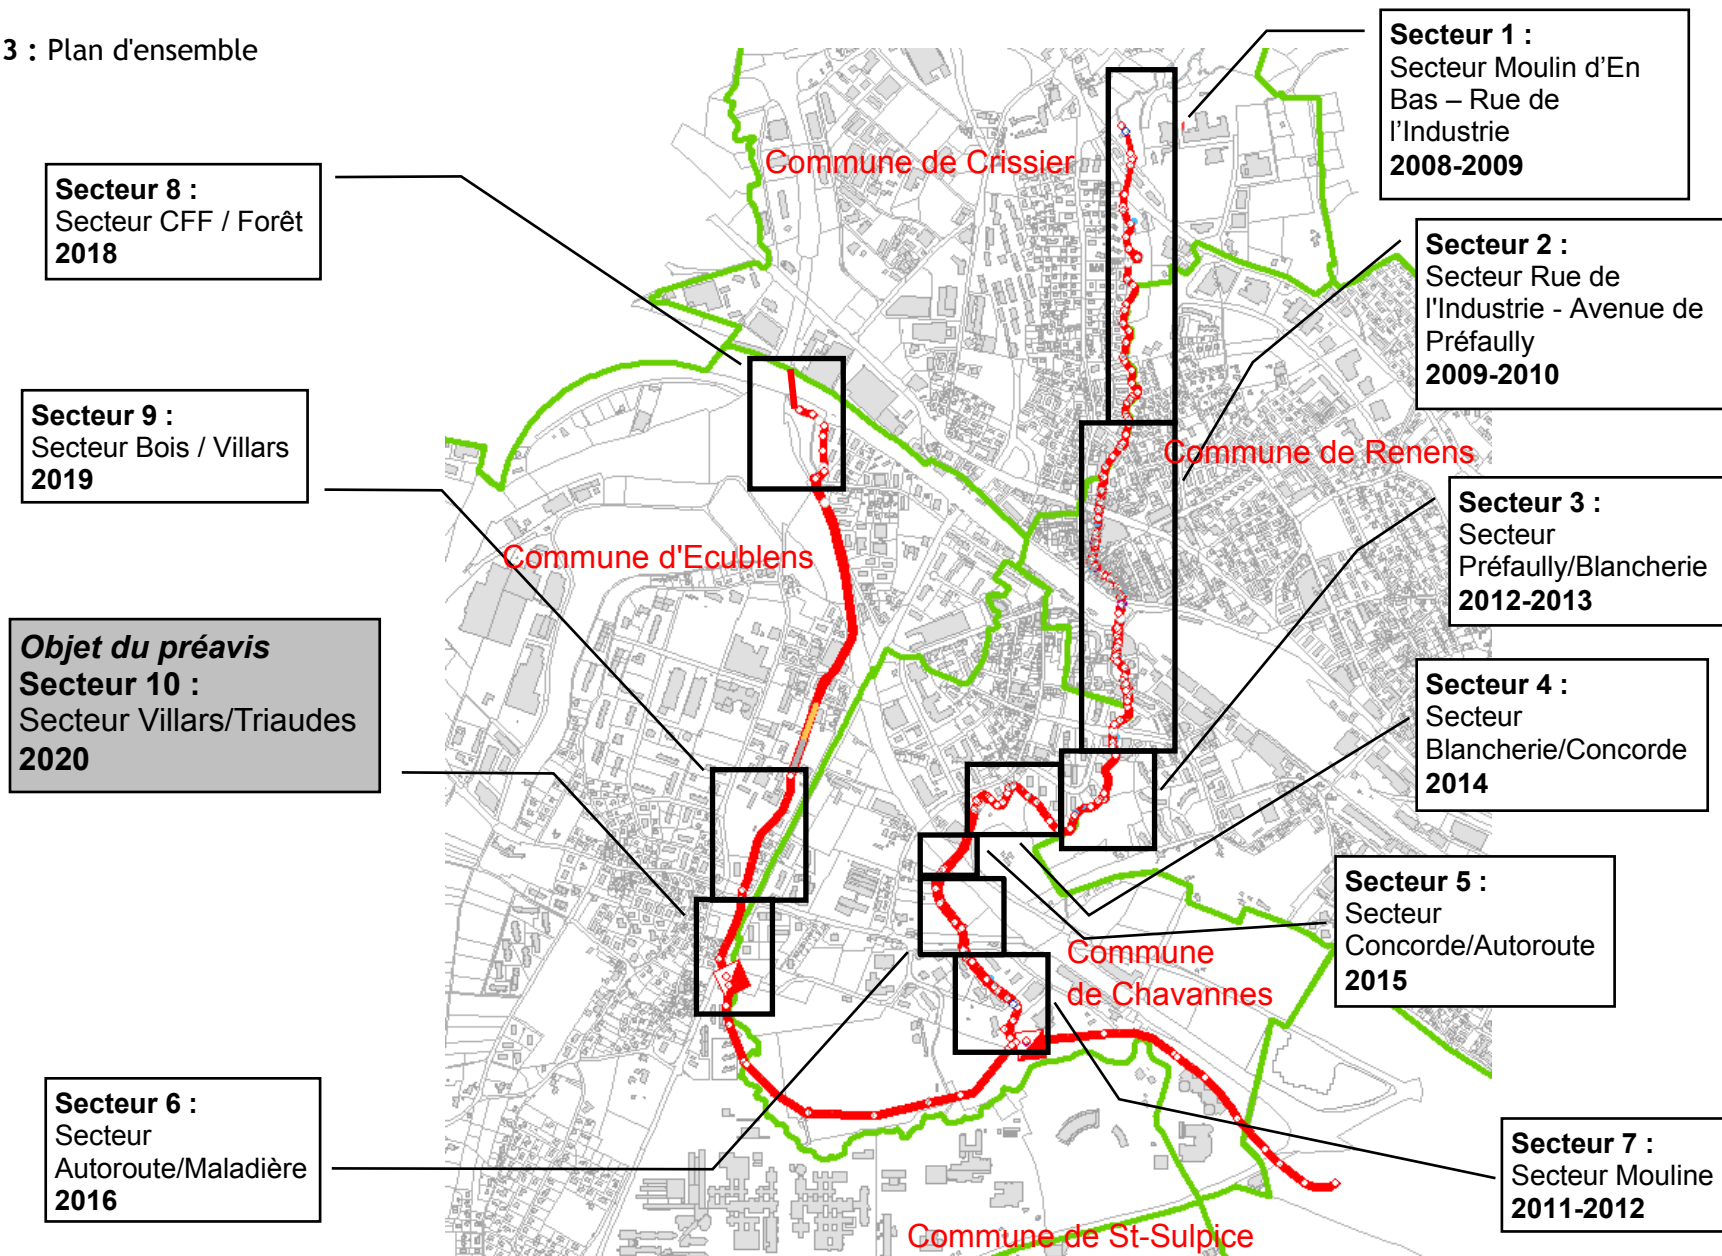 3 : Plan d'ensemble
Secteur 1 :
Secteur Moulin d'En
Bas – Rue de
l'Industrie
2008-2009
Commune de Crissier
Secteur 8 :
Secteur CFF / Forêt
2018
Secteur 2 :
Secteur Rue de
l'Industrie - Avenue de
Préfaully
2009-2010
Secteur 9 :
Secteur Bois / Villars
2019
Commune de Renens
Secteur 3 :
Secteur
Préfaully/Blancherie
2012-2013
Commune d'Ecublens
Objet du préavis
Secteur 10 :
Secteur Villars/Triaudes
2020
Secteur 4 :
Secteur
Blancherie/Concorde
2014
Secteur 5 :
Secteur
Concorde/Autoroute
2015
Commune
de Chavannes
Secteur 6 :
Secteur
Autoroute/Maladière
2016
Secteur 7 :
Secteur Mouline
2011-2012
Commune de St-Sulpice